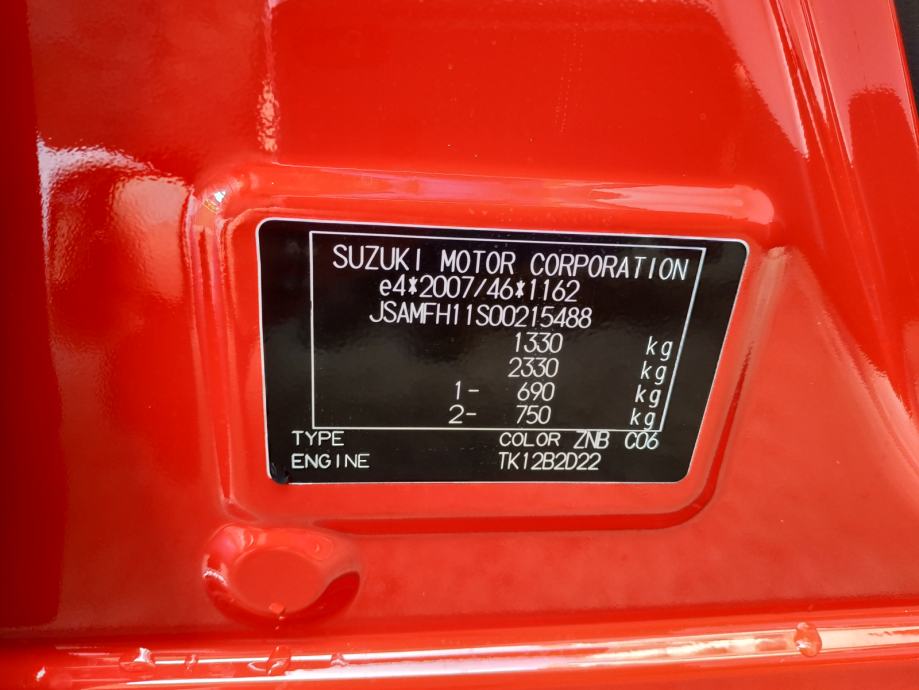 SUZUKI MOTOR CORPORATION
e4*2007/46*1162
JSAMFH11S00215488
1330 kg
2330 kg
1- 690 kg
2- 750 kg
TYPE COLOR ZNB C06
ENGINE TK12B2D22